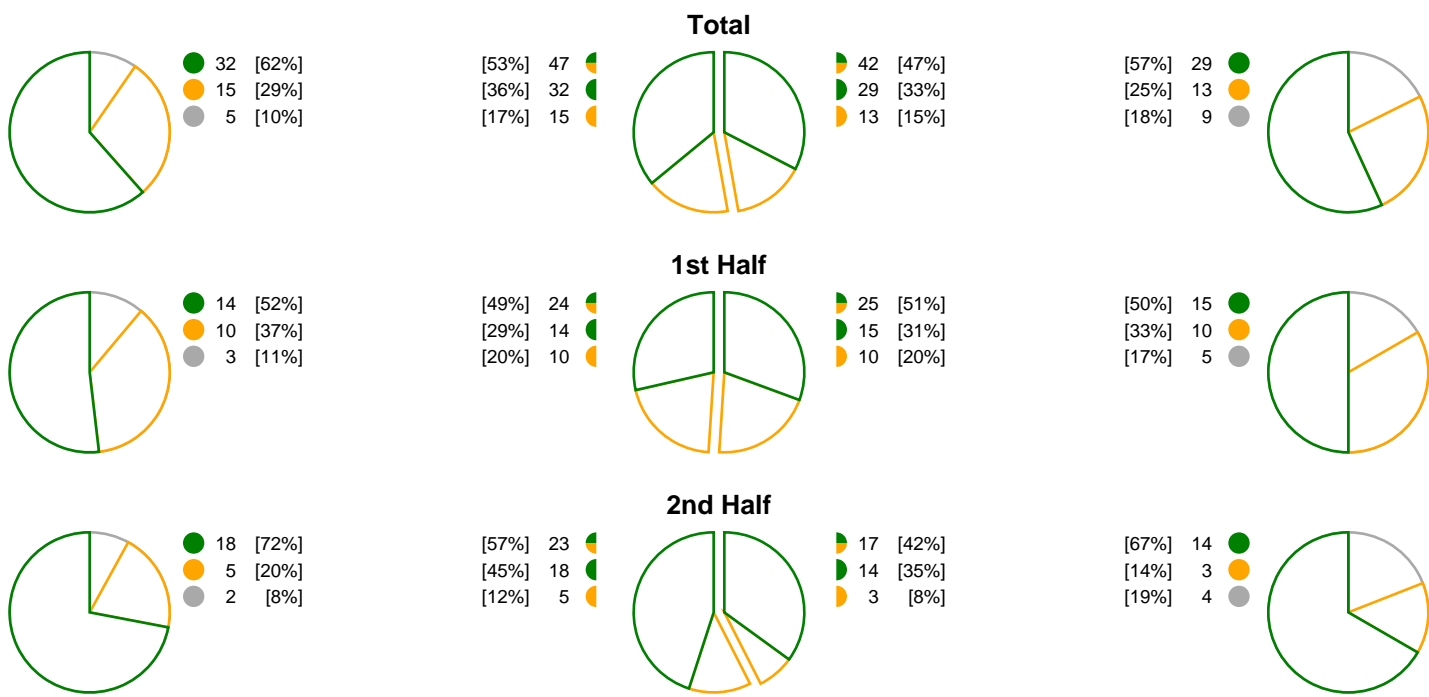 Total
32 [62%] [53%] 47 42 [47%] [57%] 29
15 [29%] [36%] 32 29 [33%] [25%] 13
5 [10%] [17%] 15 13 [15%] [18%] 9
1st Half
14 [52%] [49%] 24 25 [51%] [50%] 15
10 [37%] [29%] 14 15 [31%] [33%] 10
3 [11%] [20%] 10 10 [20%] [17%] 5
2nd Half
18 [72%] [57%] 23 17 [42%] [67%] 14
5 [20%] [45%] 18 14 [35%] [14%] 3
2 [8%] [12%] 5 3 [8%] [19%] 4